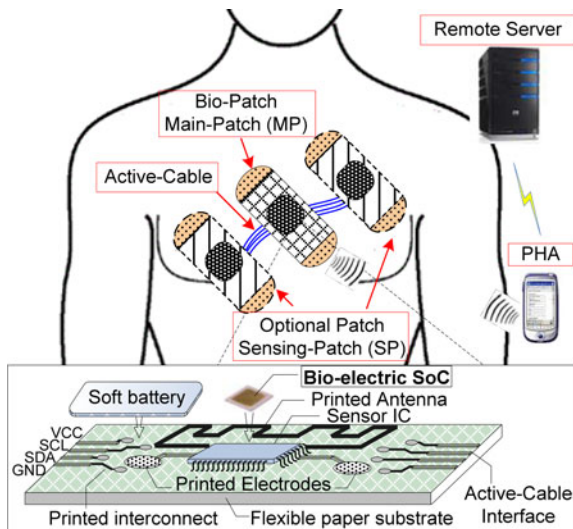 Remote Server
Bio-Patch
Main-Patch (MP)
Active-Cable
PHA
Optional Patch
Sensing-Patch (SP)
Bio-electric SoC
Soft battery
Printed Antenna
Sensor IC
VCC
SCL
SDA
GND
Printed Electrodes
Active-Cable
Interface
Printed interconnect
Flexible paper substrate